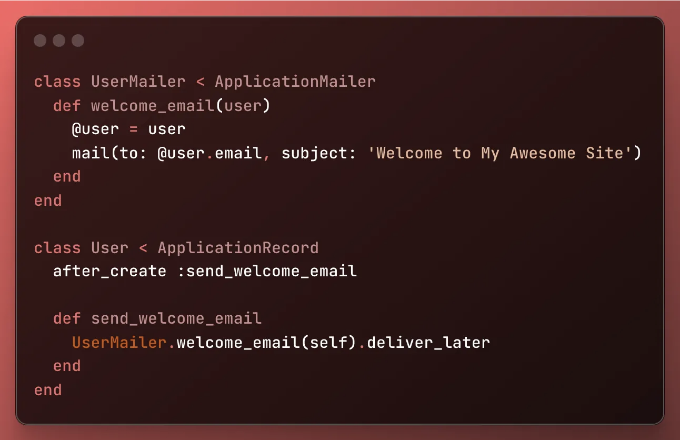 class UserMailer < ApplicationMailer
  def welcome_email(user)
    @user = user
    mail(to: @user.email, subject: 'Welcome to My Awesome Site')
  end
end

class User < ApplicationRecord
  after_create :send_welcome_email

  def send_welcome_email
    UserMailer.welcome_email(self).deliver_later
  end
end